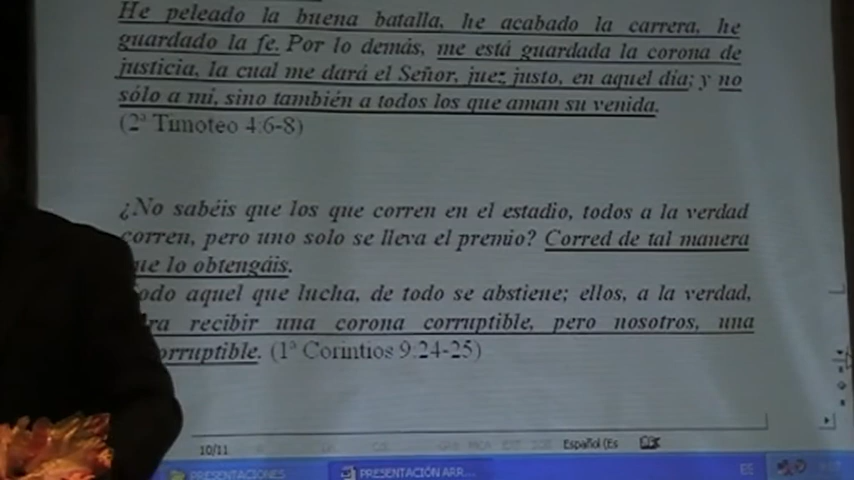 He peleado la buena batalla, he acabado la carrera, he
guardado la fe. Por lo demás, me está guardada la corona de
justicia, la cual me dará el Señor, juez justo, en aquel día; y no
sólo a mí, sino también a todos los que aman su venida.
(2ª Timoteo 4:6-8)
¿No sabéis que los que corren en el estadio, todos a la verdad
corren, pero uno solo se lleva el premio? Corred de tal manera
que lo obtengáis.
odo aquel que lucha, de todo se abstiene; ellos, a la verdad,
ra recibir una corona corruptible, pero nosotros, una
orruptible. (1ª Corintios 9:24-25)
10/11 GRB MCA EXT SOB Español (Es
PRESENTACIONES PRESENTACIÓN ARR... ES